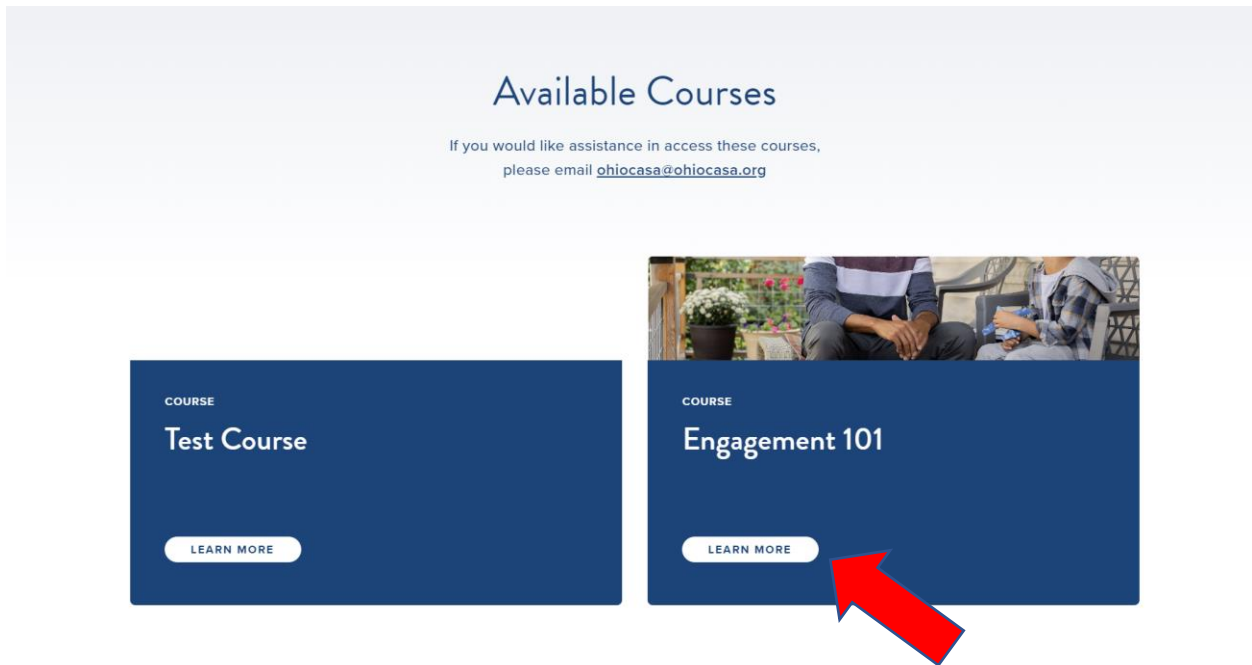 Available Courses
If you would like assistance in access these courses,
please email ohiocasa@ohiocasa.org
COURSE
Test Course
LEARN MORE
COURSE
Engagement 101
LEARN MORE